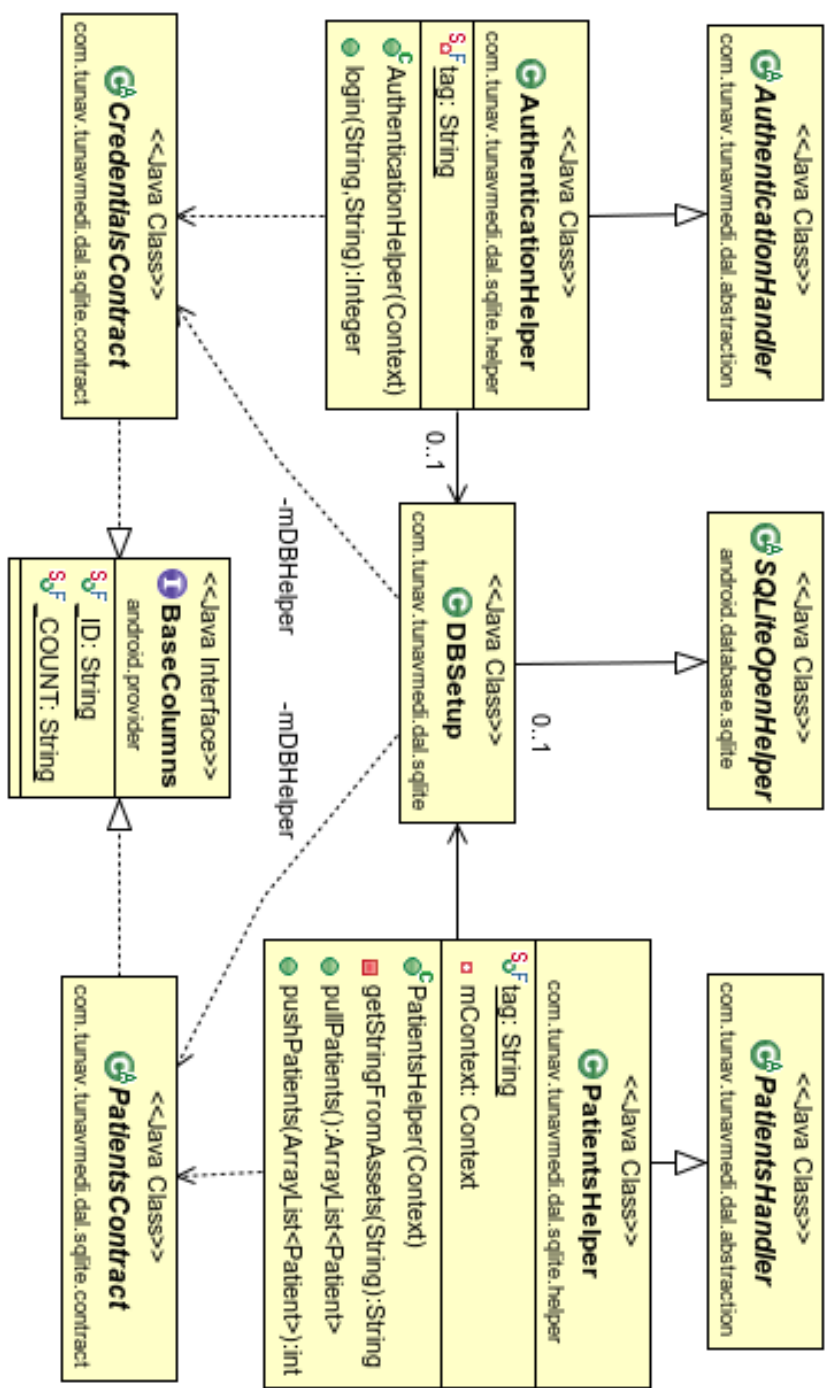 <<Java Class>>
AuthenticationHandler
com.tunav.tunavmedi.dal.abstraction
<<Java Class>>
SQLiteOpenHelper
android.database.sqlite
<<Java Class>>
PatientsHandler
com.tunav.tunavmedi.dal.abstraction
<<Java Class>>
AuthenticationHelper
com.tunav.tunavmedi.dal.sqlite.helper
tag: String
AuthenticationHelper(Context)
login(String,String):Integer
0..1
<<Java Class>>
DBSetup
com.tunav.tunavmedi.dal.sqlite
0..1
<<Java Class>>
PatientsHelper
com.tunav.tunavmedi.dal.sqlite.helper
tag: String
mContext: Context
PatientsHelper(Context)
getStringFromAssets(String):String
pullPatients():ArrayList<Patient>
pushPatients(ArrayList<Patient>):int
-mDBHelper
-mDBHelper
<<Java Class>>
CredentialsContract
com.tunav.tunavmedi.dal.sqlite.contract
<<Java Interface>>
BaseColumns
android.provider
_ID: String
_COUNT: String
<<Java Class>>
PatientsContract
com.tunav.tunavmedi.dal.sqlite.contract